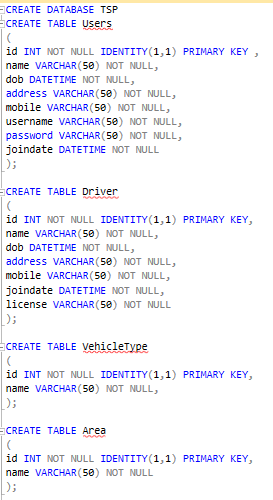 CREATE DATABASE TSP
CREATE TABLE Users
(
id INT NOT NULL IDENTITY(1,1) PRIMARY KEY ,
name VARCHAR(50) NOT NULL,
dob DATETIME NOT NULL,
address VARCHAR(50) NOT NULL,
mobile VARCHAR(50) NOT NULL,
username VARCHAR(50) NOT NULL,
password VARCHAR(50) NOT NULL,
joindate DATETIME NOT NULL
);
CREATE TABLE Driver
(
id INT NOT NULL IDENTITY(1,1) PRIMARY KEY,
name VARCHAR(50) NOT NULL,
dob DATETIME NOT NULL,
address VARCHAR(50) NOT NULL,
mobile VARCHAR(50) NOT NULL,
joindate DATETIME NOT NULL,
license VARCHAR(50) NOT NULL
);
CREATE TABLE VehicleType
(
id INT NOT NULL IDENTITY(1,1) PRIMARY KEY,
name VARCHAR(50) NOT NULL,
);
CREATE TABLE Area
(
id INT NOT NULL IDENTITY(1,1) PRIMARY KEY,
name VARCHAR(50) NOT NULL
);